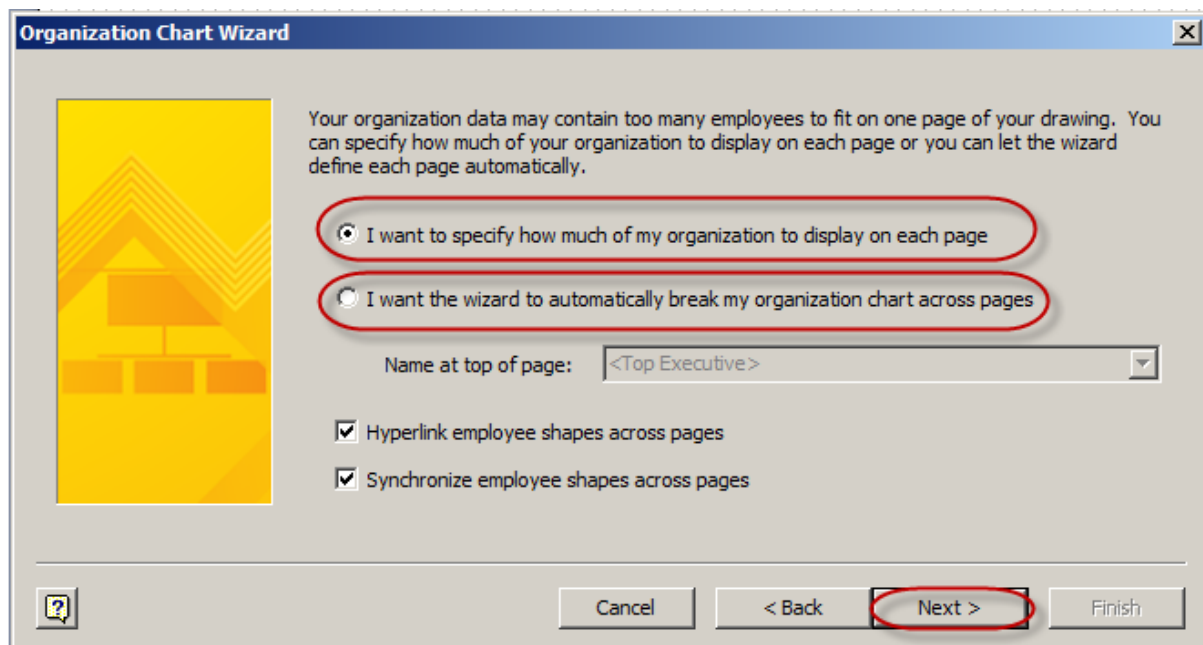 Organization Chart Wizard
Your organization data may contain too many employees to fit on one page of your drawing. You
can specify how much of your organization to display on each page or you can let the wizard
define each page automatically.
I want to specify how much of my organization to display on each page
I want the wizard to automatically break my organization chart across pages
Name at top of page: <Top Executive>
Hyperlink employee shapes across pages
Synchronize employee shapes across pages
? Cancel < Back Next > Finish